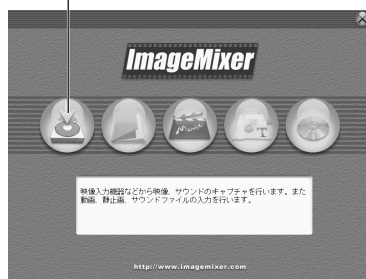 ImageMixer
Movie
T
映像入力機器などから映像、サウンドのキャプチャを行います。また
動画、静止画、サウンドファイルの入力を行います。
http://www.imagemixer.com